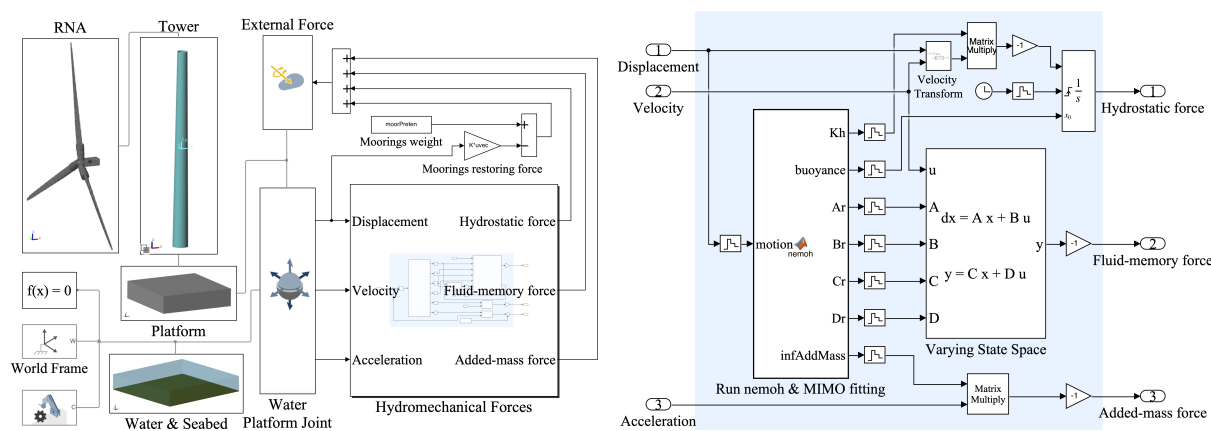 RNA
Tower
External Force
+
+
+
+
moorPreten
Moorings weight
K*uvec
+
−
Moorings restoring force
f(x) = 0
Platform
World Frame
W
C
Water & Seabed
Water
Platform Joint
Displacement
Velocity
Acceleration
Hydrostatic force
Fluid-memory force
Added-mass force
Hydromechanical Forces
1
Displacement
2
Velocity
3
Acceleration
Velocity
Transform
Matrix
Multiply
-1
1
s
x₀
1
Hydrostatic force
motion
nemoh
Kh
buoyance
Ar
Br
Cr
Dr
infAddMass
Run nemoh & MIMO fitting
u
A
B
C
D
dx = A x + B u
y = C x + D u
y
Varying State Space
-1
2
Fluid-memory force
Matrix
Multiply
-1
3
Added-mass force